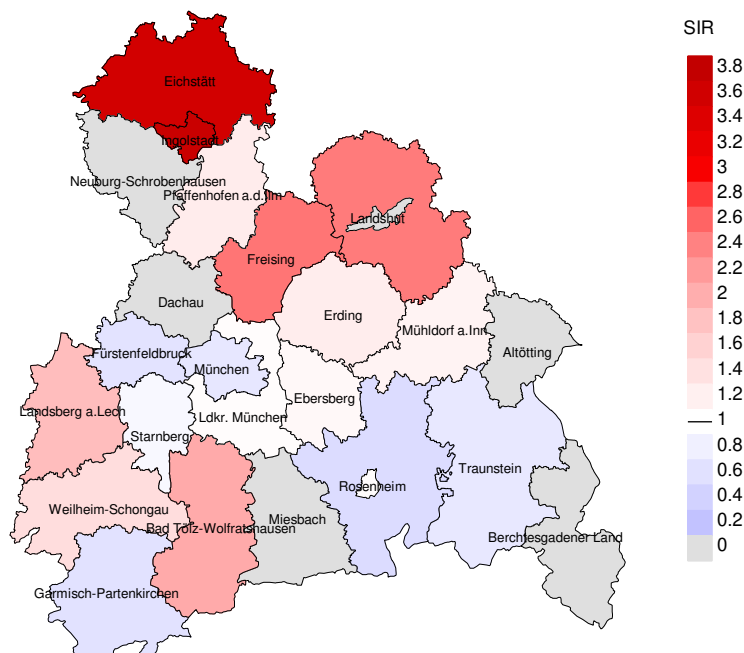 SIR
3.8
3.6
3.4
3.2
3
2.8
2.6
2.4
2.2
2
1.8
1.6
1.4
1.2
1
0.8
0.6
0.4
0.2
0
Eichstätt
Ingolstadt
Neuburg-Schrobenhausen
Pfaffenhofen a.d.Ilm
Landshut
Freising
Dachau
Erding
Mühldorf a.Inn
Altötting
Fürstenfeldbruck
München
Ebersberg
Landsberg a.Lech
Ldkr. München
Starnberg
Traunstein
Rosenheim
Weilheim-Schongau
Miesbach
Bad Tölz-Wolfratshausen
Berchtesgadener Land
Garmisch-Partenkirchen